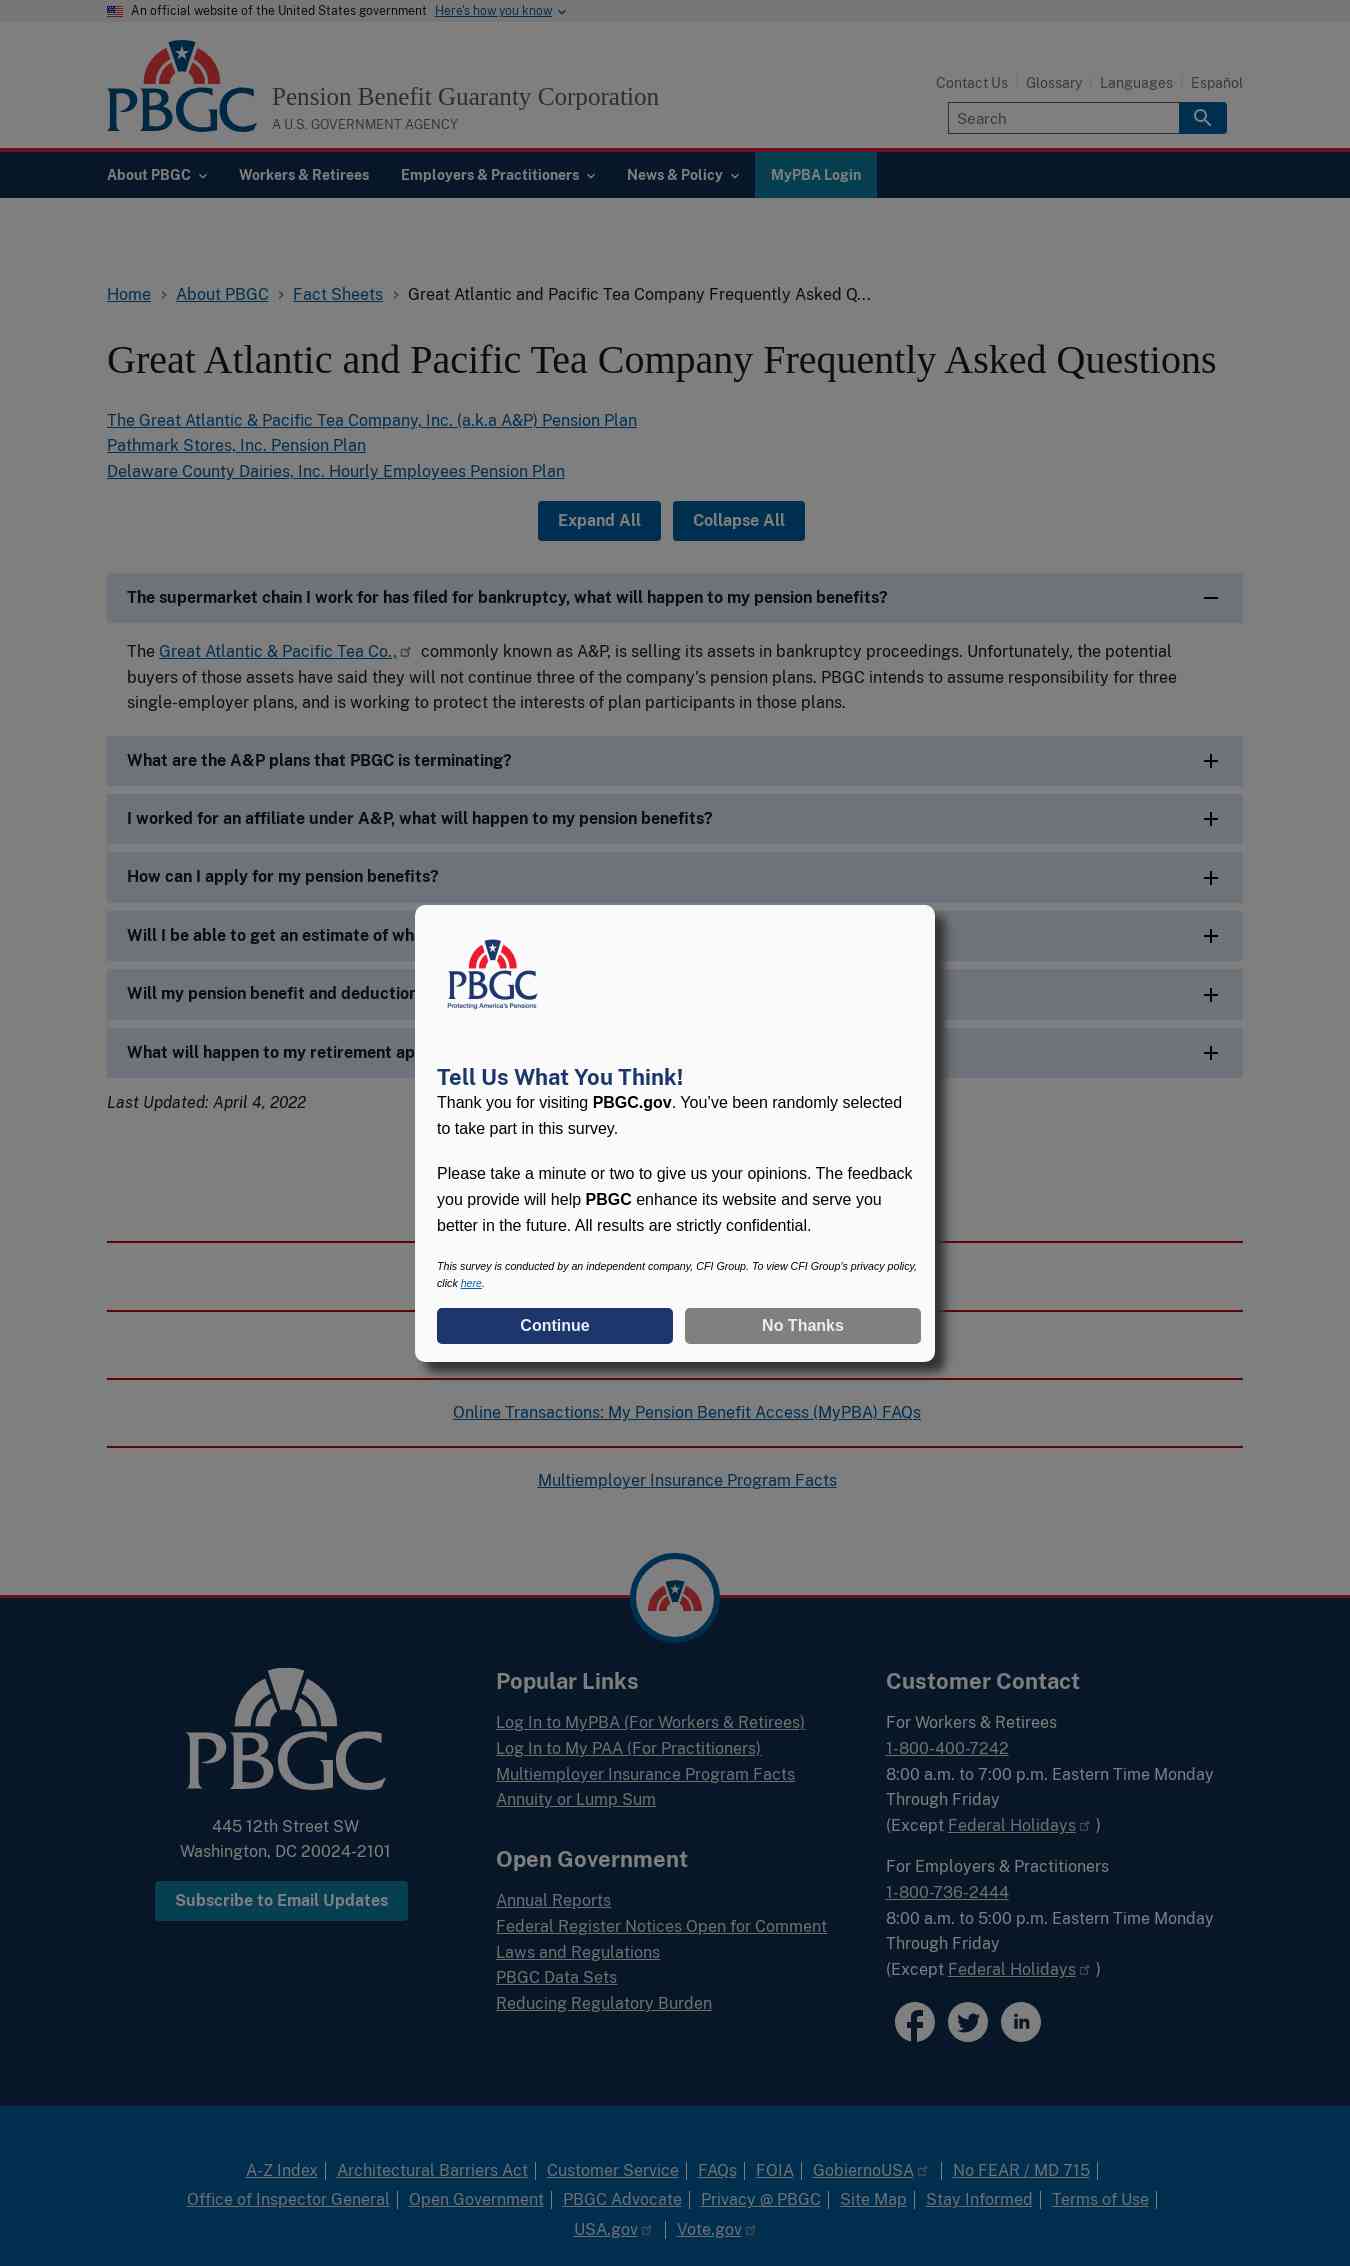 An official website of the United States government Here's how you know
PBGC
Pension Benefit Guaranty Corporation
A U.S. GOVERNMENT AGENCY
Contact Us Glossary Languages Español
Search
About PBGC Workers & Retirees Employers & Practitioners News & Policy MyPBA Login
Home About PBGC Fact Sheets Great Atlantic and Pacific Tea Company Frequently Asked Q...
Great Atlantic and Pacific Tea Company Frequently Asked Questions
The Great Atlantic & Pacific Tea Company, Inc. (a.k.a A&P) Pension Plan
Pathmark Stores, Inc. Pension Plan
Delaware County Dairies, Inc. Hourly Employees Pension Plan
Expand All Collapse All
The supermarket chain I work for has filed for bankruptcy, what will happen to my pension benefits?
The Great Atlantic & Pacific Tea Co., commonly known as A&P, is selling its assets in bankruptcy proceedings. Unfortunately, the potential
buyers of those assets have said they will not continue three of the company's pension plans. PBGC intends to assume responsibility for three
single-employer plans, and is working to protect the interests of plan participants in those plans.
What are the A&P plans that PBGC is terminating?
I worked for an affiliate under A&P, what will happen to my pension benefits?
How can I apply for my pension benefits?
Will I be able to get an estimate of wh
Will my pension benefit and deduction
What will happen to my retirement ap
Last Updated: April 4, 2022
PBGC
Protecting America's Pensions
Tell Us What You Think!
Thank you for visiting PBGC.gov. You've been randomly selected
to take part in this survey.
Please take a minute or two to give us your opinions. The feedback
you provide will help PBGC enhance its website and serve you
better in the future. All results are strictly confidential.
This survey is conducted by an independent company, CFI Group. To view CFI Group's privacy policy,
click here.
Continue No Thanks
Online Transactions: My Pension Benefit Access (MyPBA) FAQs
Multiemployer Insurance Program Facts
PBGC
445 12th Street SW
Washington, DC 20024-2101
Subscribe to Email Updates
Popular Links
Log In to MyPBA (For Workers & Retirees)
Log In to My PAA (For Practitioners)
Multiemployer Insurance Program Facts
Annuity or Lump Sum
Open Government
Annual Reports
Federal Register Notices Open for Comment
Laws and Regulations
PBGC Data Sets
Reducing Regulatory Burden
Customer Contact
For Workers & Retirees
1-800-400-7242
8:00 a.m. to 7:00 p.m. Eastern Time Monday
Through Friday
(Except Federal Holidays )
For Employers & Practitioners
1-800-736-2444
8:00 a.m. to 5:00 p.m. Eastern Time Monday
Through Friday
(Except Federal Holidays )
in
A-Z Index Architectural Barriers Act Customer Service FAQs FOIA GobiernoUSA No FEAR / MD 715
Office of Inspector General Open Government PBGC Advocate Privacy @ PBGC Site Map Stay Informed Terms of Use
USA.gov Vote.gov